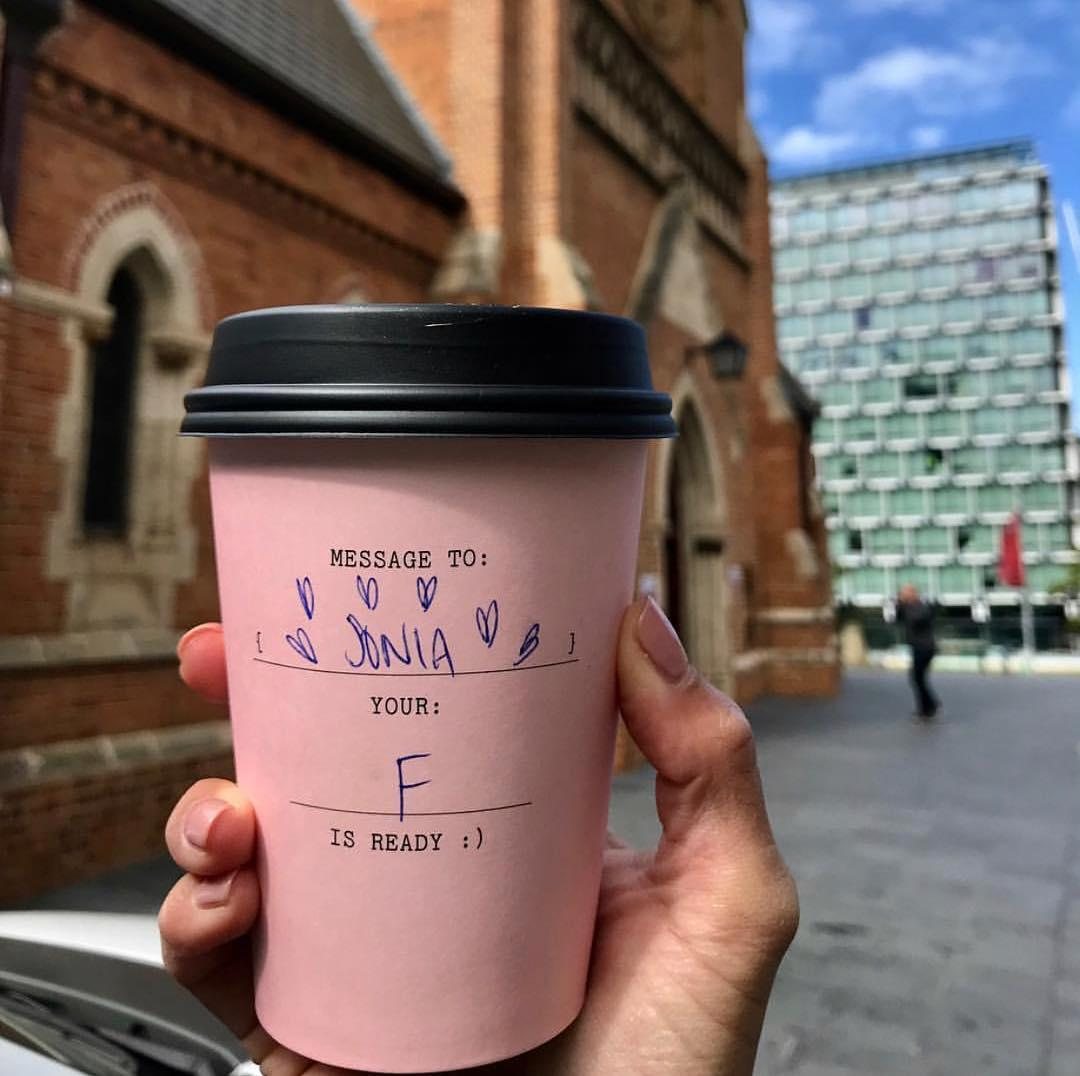 MESSAGE TO:
{ SONIA }
YOUR:
F
IS READY :)